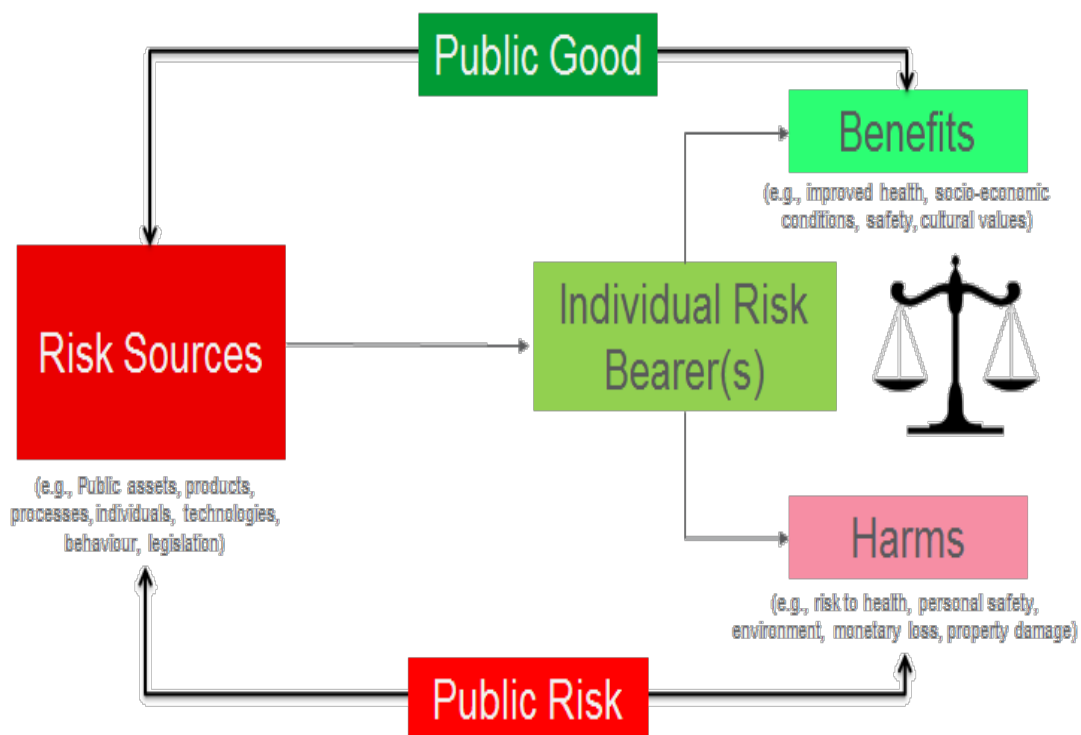 Public Good
Benefits
(e.g., improved health, socio-economic
conditions, safety, cultural values)
Risk Sources
Individual Risk
Bearer(s)
(e.g., Public assets, products,
processes, individuals, technologies,
behaviour, legislation)
Harms
(e.g., risk to health, personal safety,
environment, monetary loss, property damage)
Public Risk